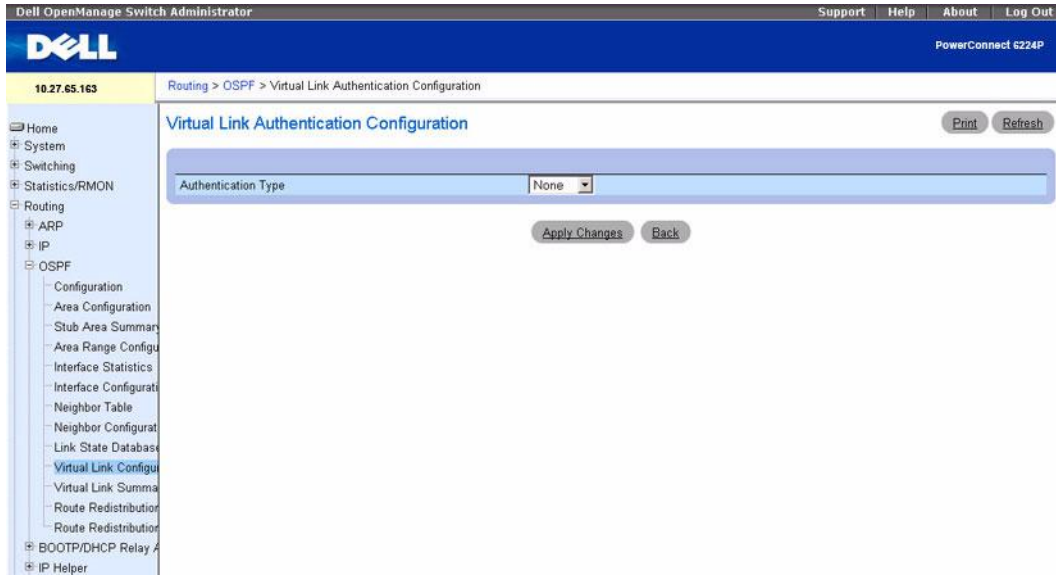 Dell OpenManage Switch Administrator
Support Help About Log Out
DELL
PowerConnect 6224P
10.27.65.163
Routing > OSPF > Virtual Link Authentication Configuration
Home
System
Switching
Statistics/RMON
Routing
ARP
IP
OSPF
Configuration
Area Configuration
Stub Area Summary
Area Range Configu
Interface Statistics
Interface Configurati
Neighbor Table
Neighbor Configurat
Link State Database
Virtual Link Configu
Virtual Link Summa
Route Redistribution
Route Redistribution
BOOTP/DHCP Relay A
IP Helper
Virtual Link Authentication Configuration
Print Refresh
Authentication Type None
Apply Changes Back